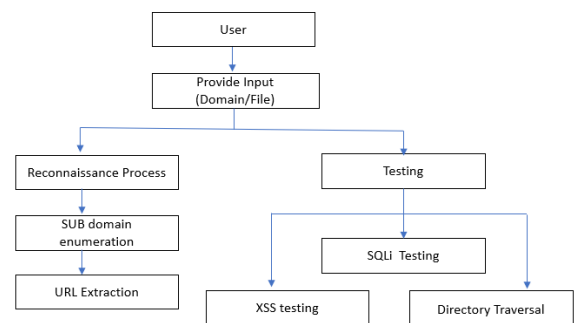 User
Provide Input
(Domain/File)
Reconnaissance Process
Testing
SUB domain
enumeration
SQLi Testing
URL Extraction
XSS testing
Directory Traversal